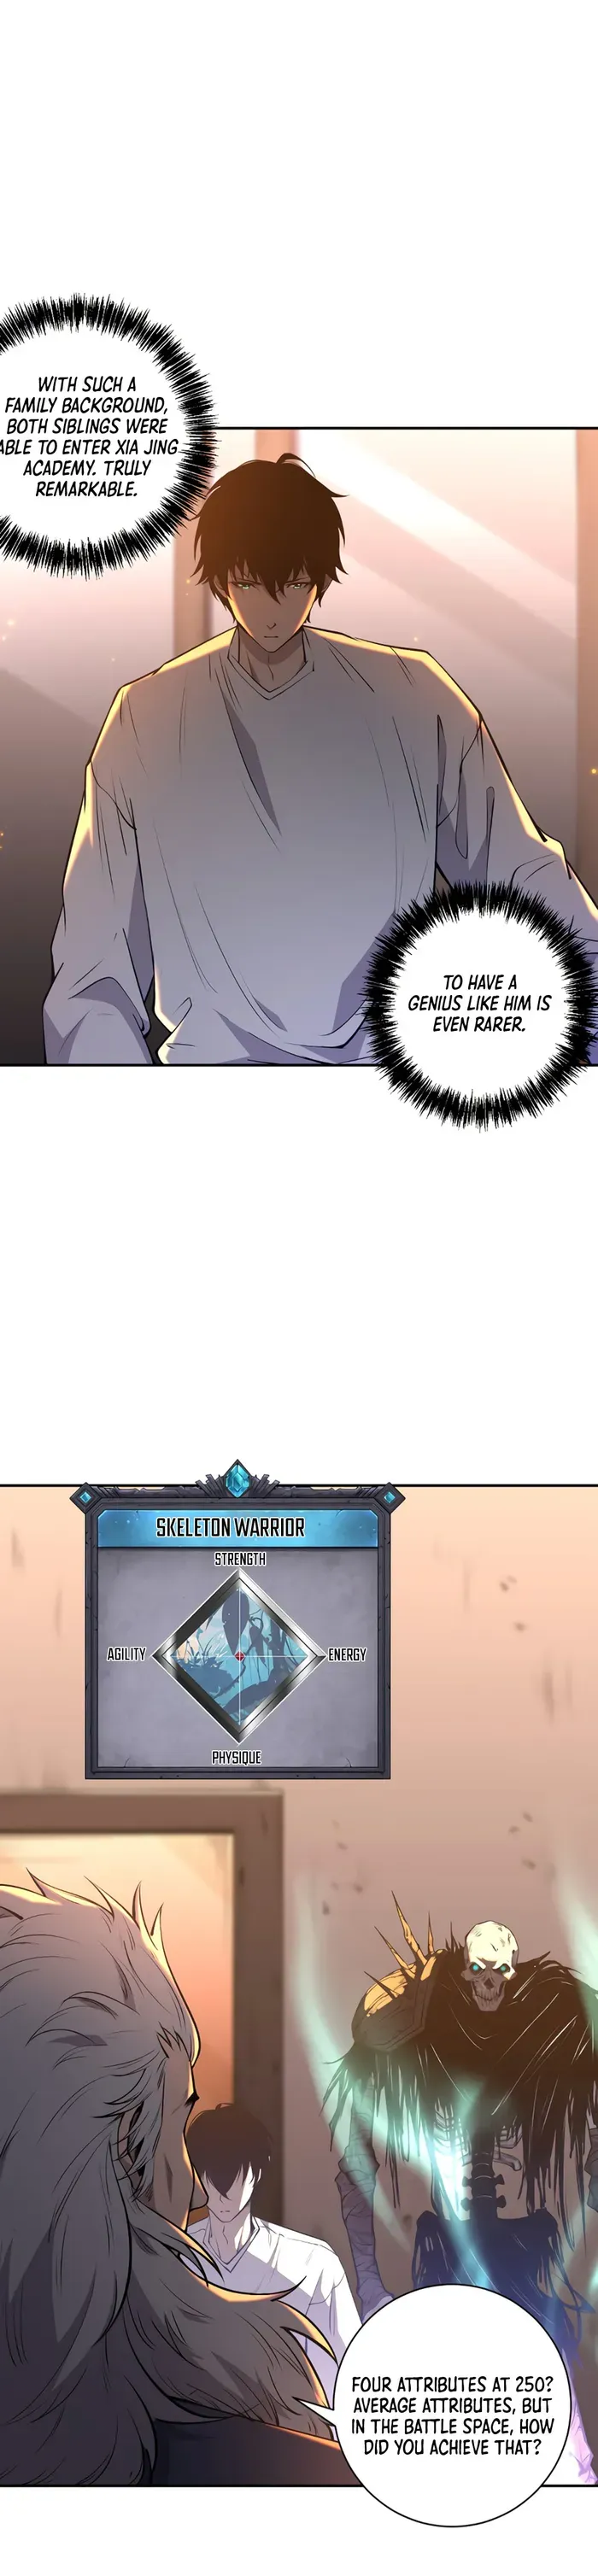 WITH SUCH A
FAMILY BACKGROUND,
BOTH SIBLINGS WERE
ABLE TO ENTER XIA JING
ACADEMY. TRULY
REMARKABLE.
TO HAVE A
GENIUS LIKE HIM IS
EVEN RARER.
SKELETON WARRIOR
STRENGTH
AGILITY
ENERGY
PHYSIQUE
FOUR ATTRIBUTES AT 250?
AVERAGE ATTRIBUTES, BUT
IN THE BATTLE SPACE, HOW
DID YOU ACHIEVE THAT?